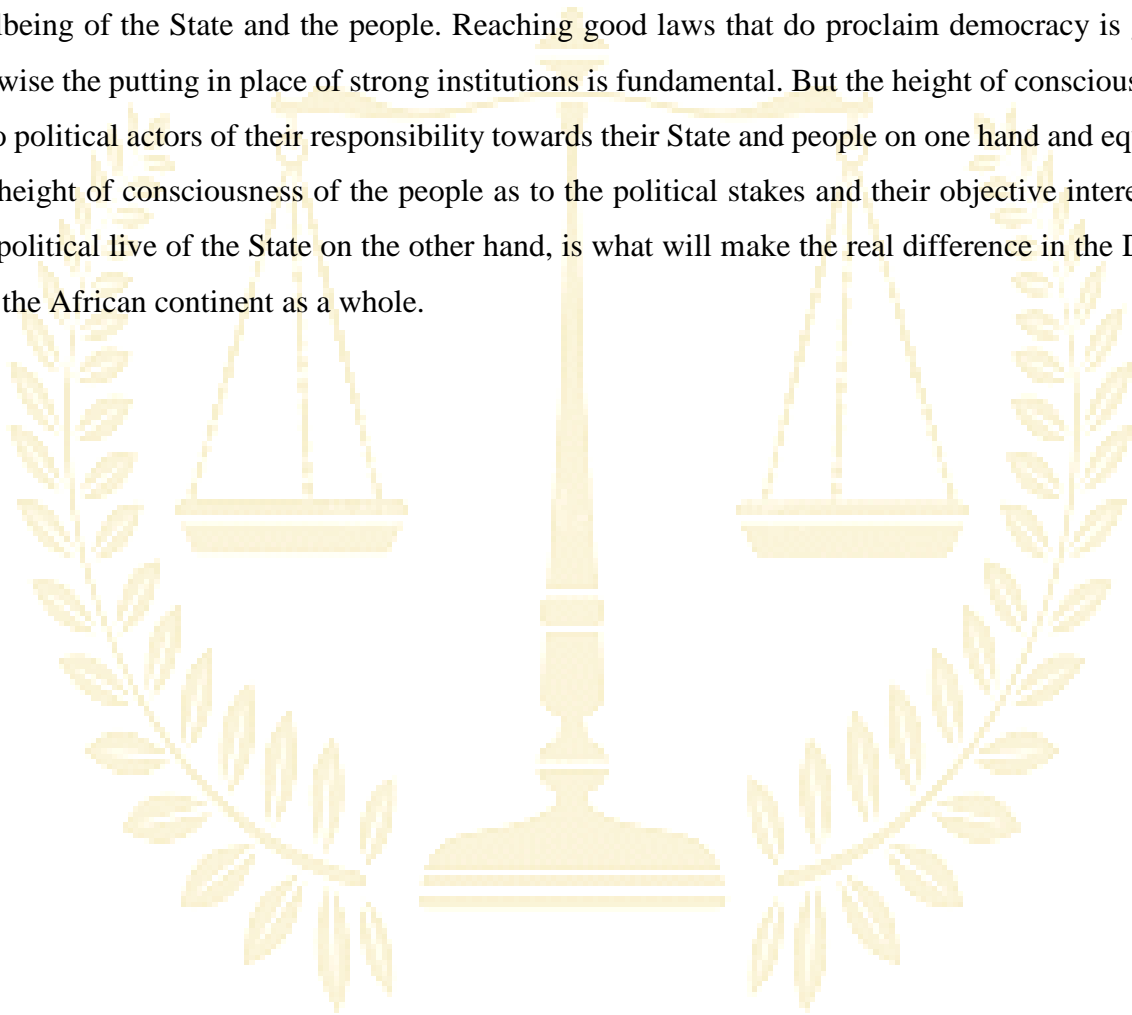 being of the State and the people. Reaching good laws that do proclaim democracy is
wise the putting in place of strong institutions is fundamental. But the height of conscious
political actors of their responsibility towards their State and people on one hand and eq
height of consciousness of the people as to the political stakes and their objective intere
political live of the State on the other hand, is what will make the real difference in the D
the African continent as a whole.